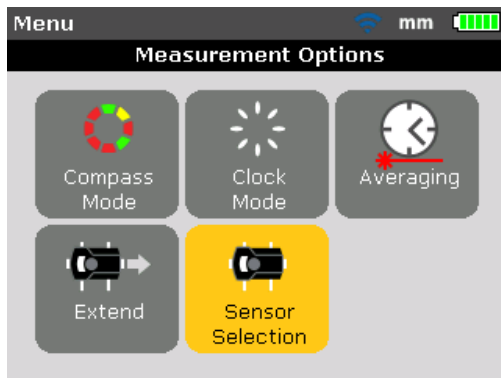 Menu
mm
Measurement Options
Compass
Mode
Clock
Mode
Averaging
Extend
Sensor
Selection